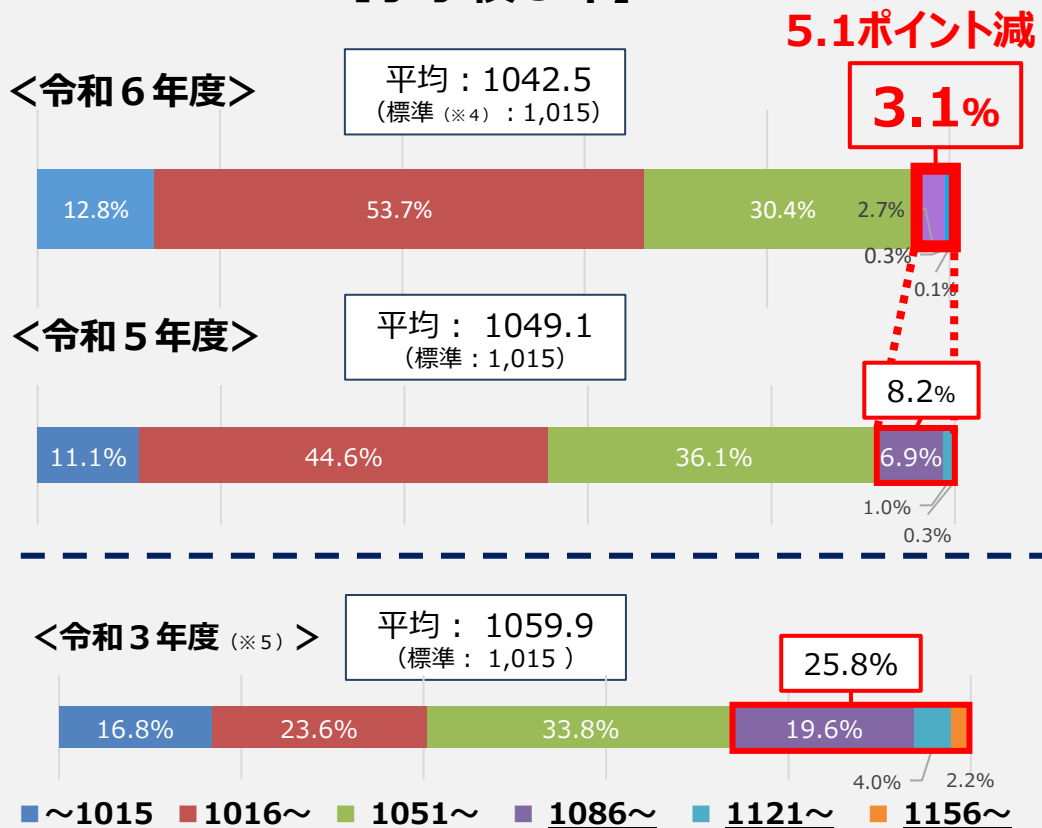 5.1ポイント減
<令和６年度>
平均：1042.5
（標準（※４）：1,015）
3.1%
12.8% 53.7% 30.4% 2.7%
0.3%
0.1%
<令和５年度>
平均： 1049.1
（標準：1,015）
8.2%
11.1% 44.6% 36.1% 6.9%
1.0%
0.3%
<令和３年度（※５）>
平均： 1059.9
（標準： 1,015 ）
25.8%
16.8% 23.6% 33.8% 19.6%
4.0% 2.2%
～1015 1016～ 1051～ 1086～ 1121～ 1156～